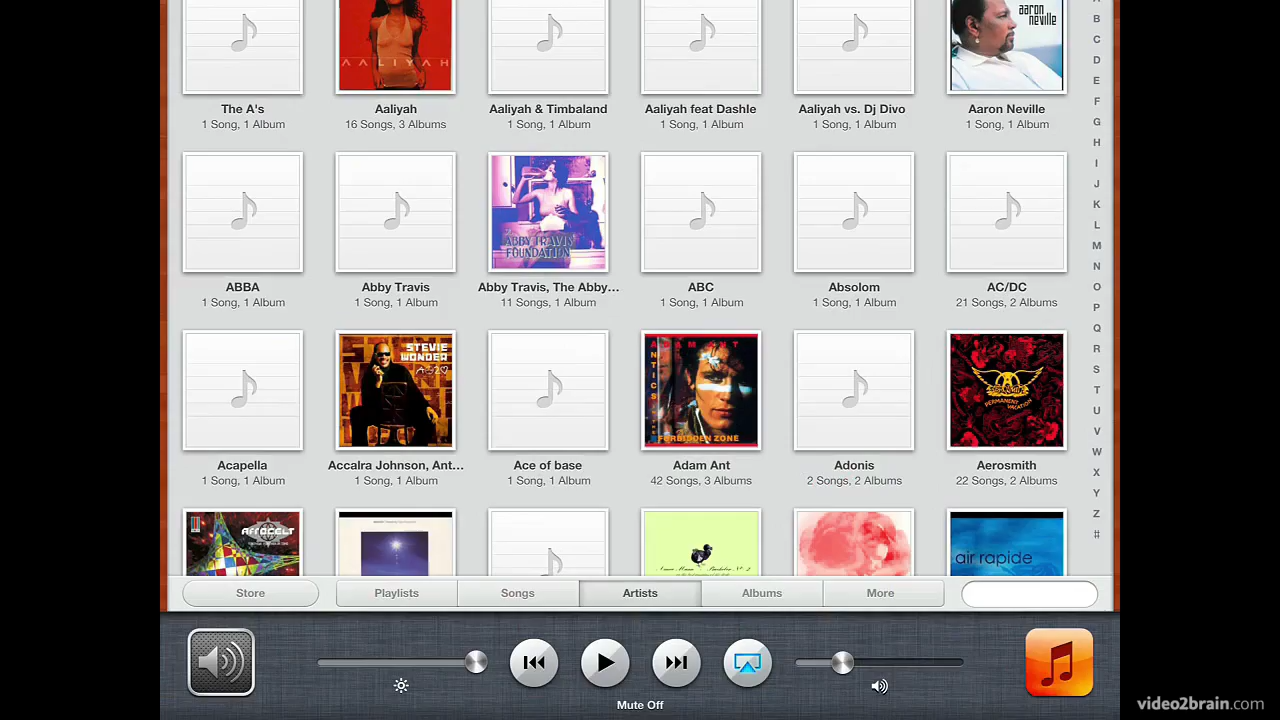 aaron
neville
AALIYAH
The A's
Aaliyah
Aaliyah & Timbaland
Aaliyah feat Dashle
Aaliyah vs. Dj Divo
Aaron Neville
1 Song, 1 Album
16 Songs, 3 Albums
1 Song, 1 Album
1 Song, 1 Album
1 Song, 1 Album
1 Song, 1 Album
ABBY TRAVIS
FOUNDATION
ABBA
Abby Travis
Abby Travis, The Abby...
ABC
Absolom
AC/DC
1 Song, 1 Album
1 Song, 1 Album
11 Songs, 1 Album
1 Song, 1 Album
1 Song, 1 Album
21 Songs, 2 Albums
STEVIE
WONDER
ADAM ANT
ANTICS
FORBIDDEN ZONE
AEROSMITH
PERMANENT VACATION
Acapella
Accalra Johnson, Ant...
Ace of base
Adam Ant
Adonis
Aerosmith
1 Song, 1 Album
1 Song, 1 Album
1 Song, 1 Album
42 Songs, 3 Albums
2 Songs, 2 Albums
22 Songs, 2 Albums
AFROCELT
air rapide
B
C
D
E
F
G
H
I
J
K
L
M
N
O
P
Q
R
S
T
U
V
W
X
Y
Z
#
Store
Playlists
Songs
Artists
Albums
More
Mute Off
video2brain.com